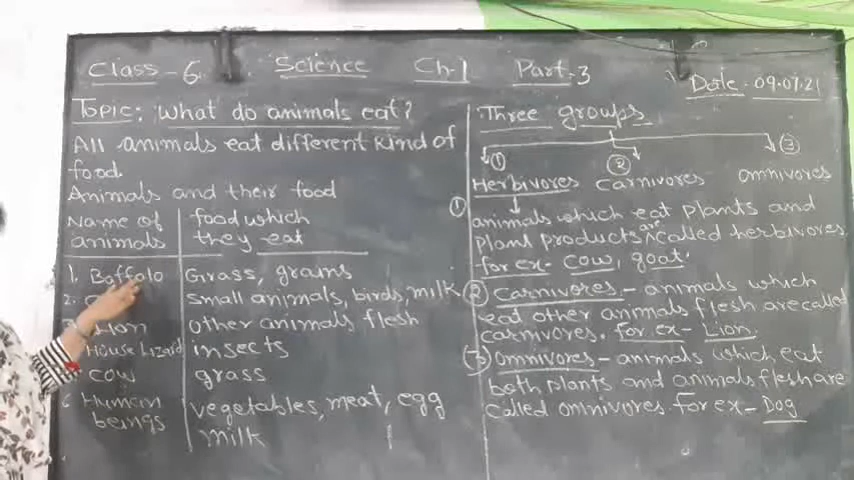 Class-6 Science Ch-1 Part-3
Date 09.07.21
Topic: What do animals eat?
All animals eat different kind of
food.
Animals and their food
Name of animals food which they eat
1. Baffalo Grass, grains
2. Small animals, birds, milk
Lion other animals flesh
House Lizard insects
Cow grass
6 Human beings vegetables, meat, egg
milk
Three groups
① ② ③
Herbivores carnivores omnivores
① animals which eat plants and
plant products are called herbivores
for ex- cow, goat.
② Carnivores - animals which
eat other animals flesh are called
carnivores. for ex- Lion
③ Omnivores - animals which eat
both plants and animals flesh are
called omnivores. for ex- Dog